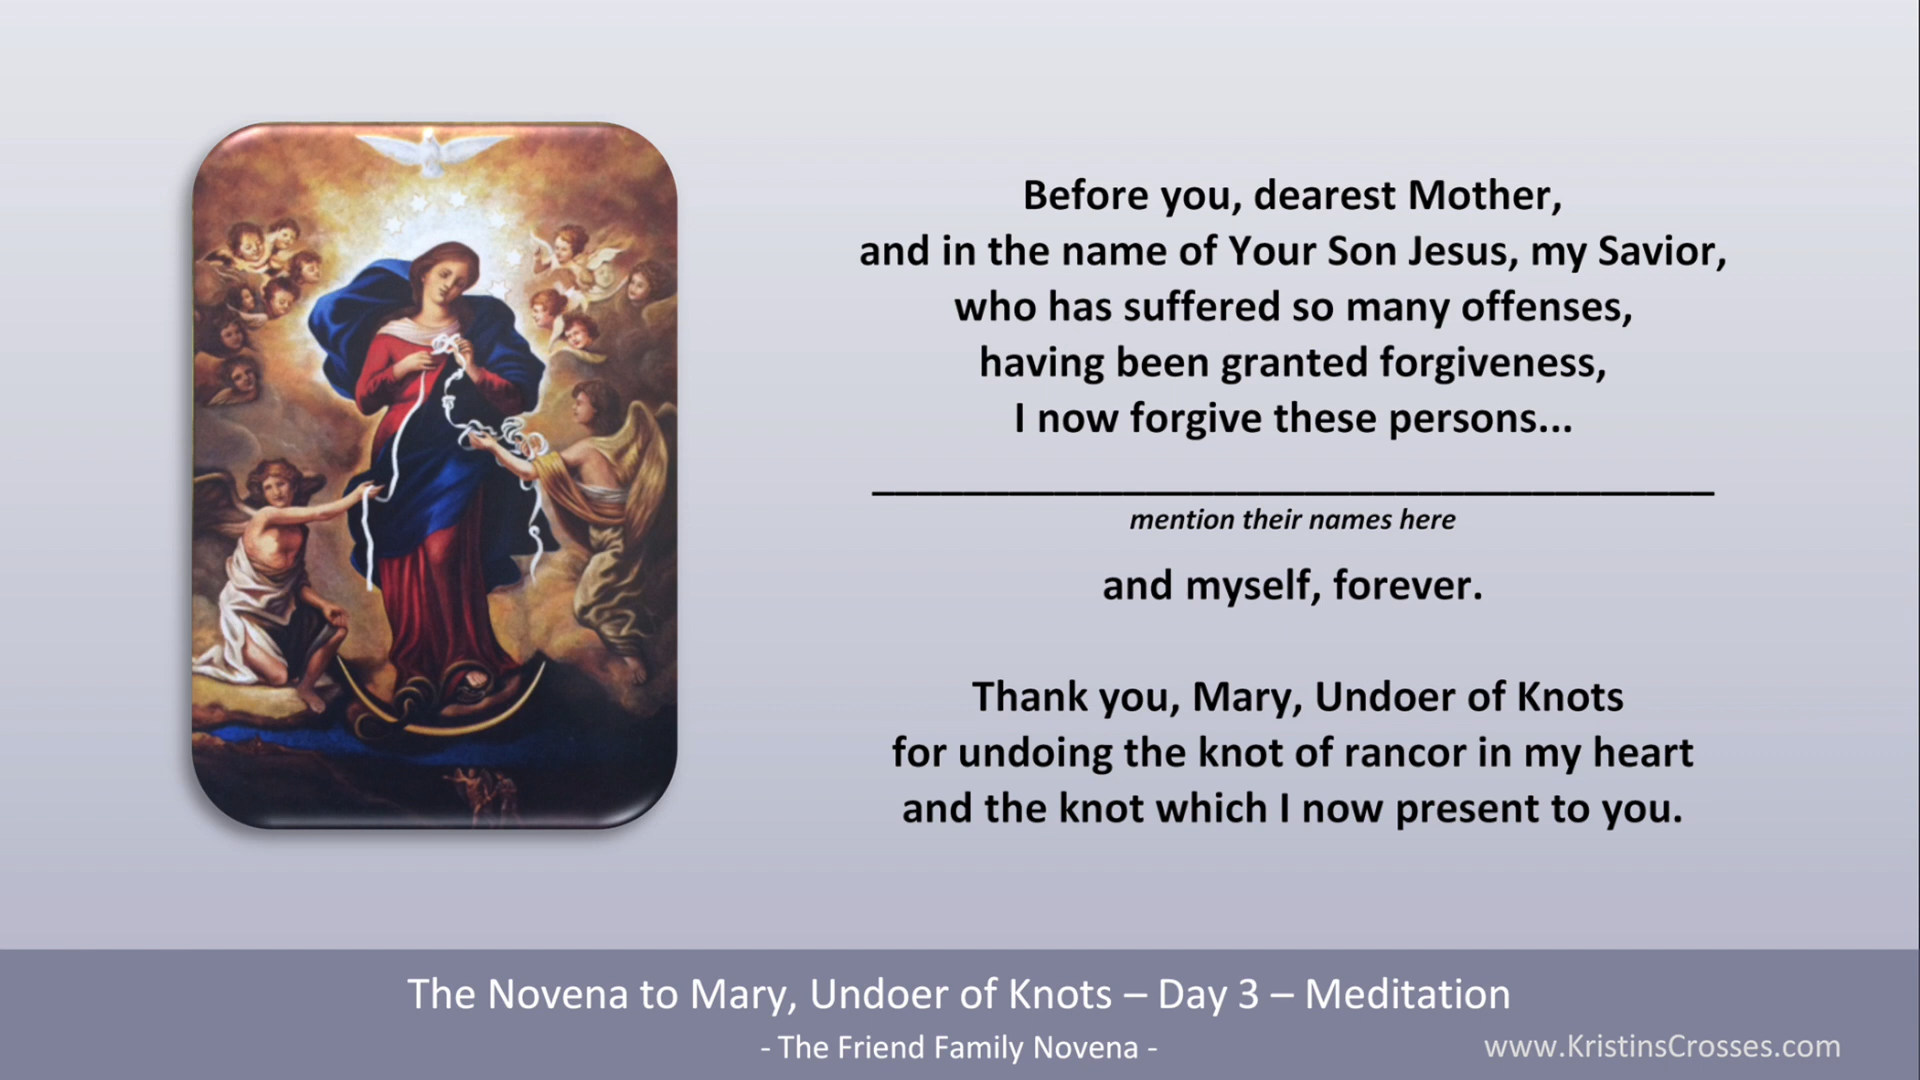 Before you, dearest Mother,
and in the name of Your Son Jesus, my Savior,
who has suffered so many offenses,
having been granted forgiveness,
I now forgive these persons...
mention their names here
and myself, forever.
Thank you, Mary, Undoer of Knots
for undoing the knot of rancor in my heart
and the knot which I now present to you.
The Novena to Mary, Undoer of Knots – Day 3 – Meditation
- The Friend Family Novena -
www.KristinsCrosses.com